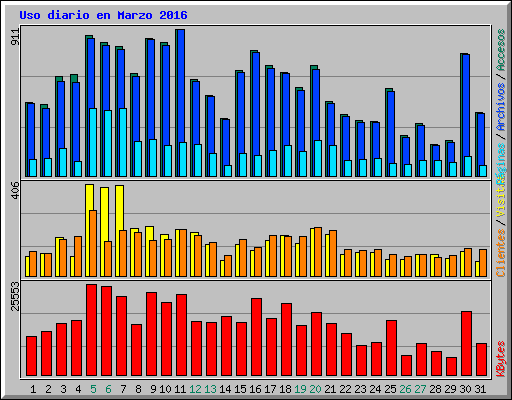 Uso diario en Marzo 2016
911
406
25553
Accesos
/ Archivos /
Páginas
Clientes / Visitas
KBytes
1 2 3 4 5 6 7 8 9 10 11 12 13 14 15 16 17 18 19 20 21 22 23 24 25 26 27 28 29 30 31